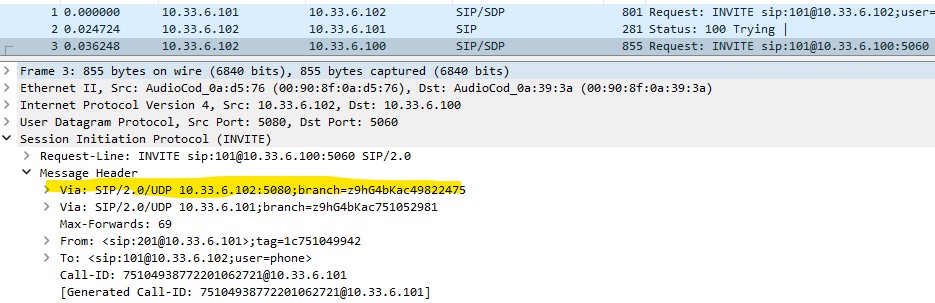 1 0.000000 10.33.6.101 10.33.6.102 SIP/SDP 801 Request: INVITE sip:101@10.33.6.102;user=
2 0.024724 10.33.6.102 10.33.6.101 SIP 281 Status: 100 Trying |
3 0.036248 10.33.6.102 10.33.6.100 SIP/SDP 855 Request: INVITE sip:101@10.33.6.100:5060
Frame 3: 855 bytes on wire (6840 bits), 855 bytes captured (6840 bits)
Ethernet II, Src: AudioCod_0a:d5:76 (00:90:8f:0a:d5:76), Dst: AudioCod_0a:39:3a (00:90:8f:0a:39:3a)
Internet Protocol Version 4, Src: 10.33.6.102, Dst: 10.33.6.100
User Datagram Protocol, Src Port: 5080, Dst Port: 5060
Session Initiation Protocol (INVITE)
Request-Line: INVITE sip:101@10.33.6.100:5060 SIP/2.0
Message Header
Via: SIP/2.0/UDP 10.33.6.102:5080;branch=z9hG4bKac49822475
Via: SIP/2.0/UDP 10.33.6.101;branch=z9hG4bKac751052981
Max-Forwards: 69
From: <sip:201@10.33.6.101>;tag=1c751049942
To: <sip:101@10.33.6.102;user=phone>
Call-ID: 75104938772201062721@10.33.6.101
[Generated Call-ID: 75104938772201062721@10.33.6.101]